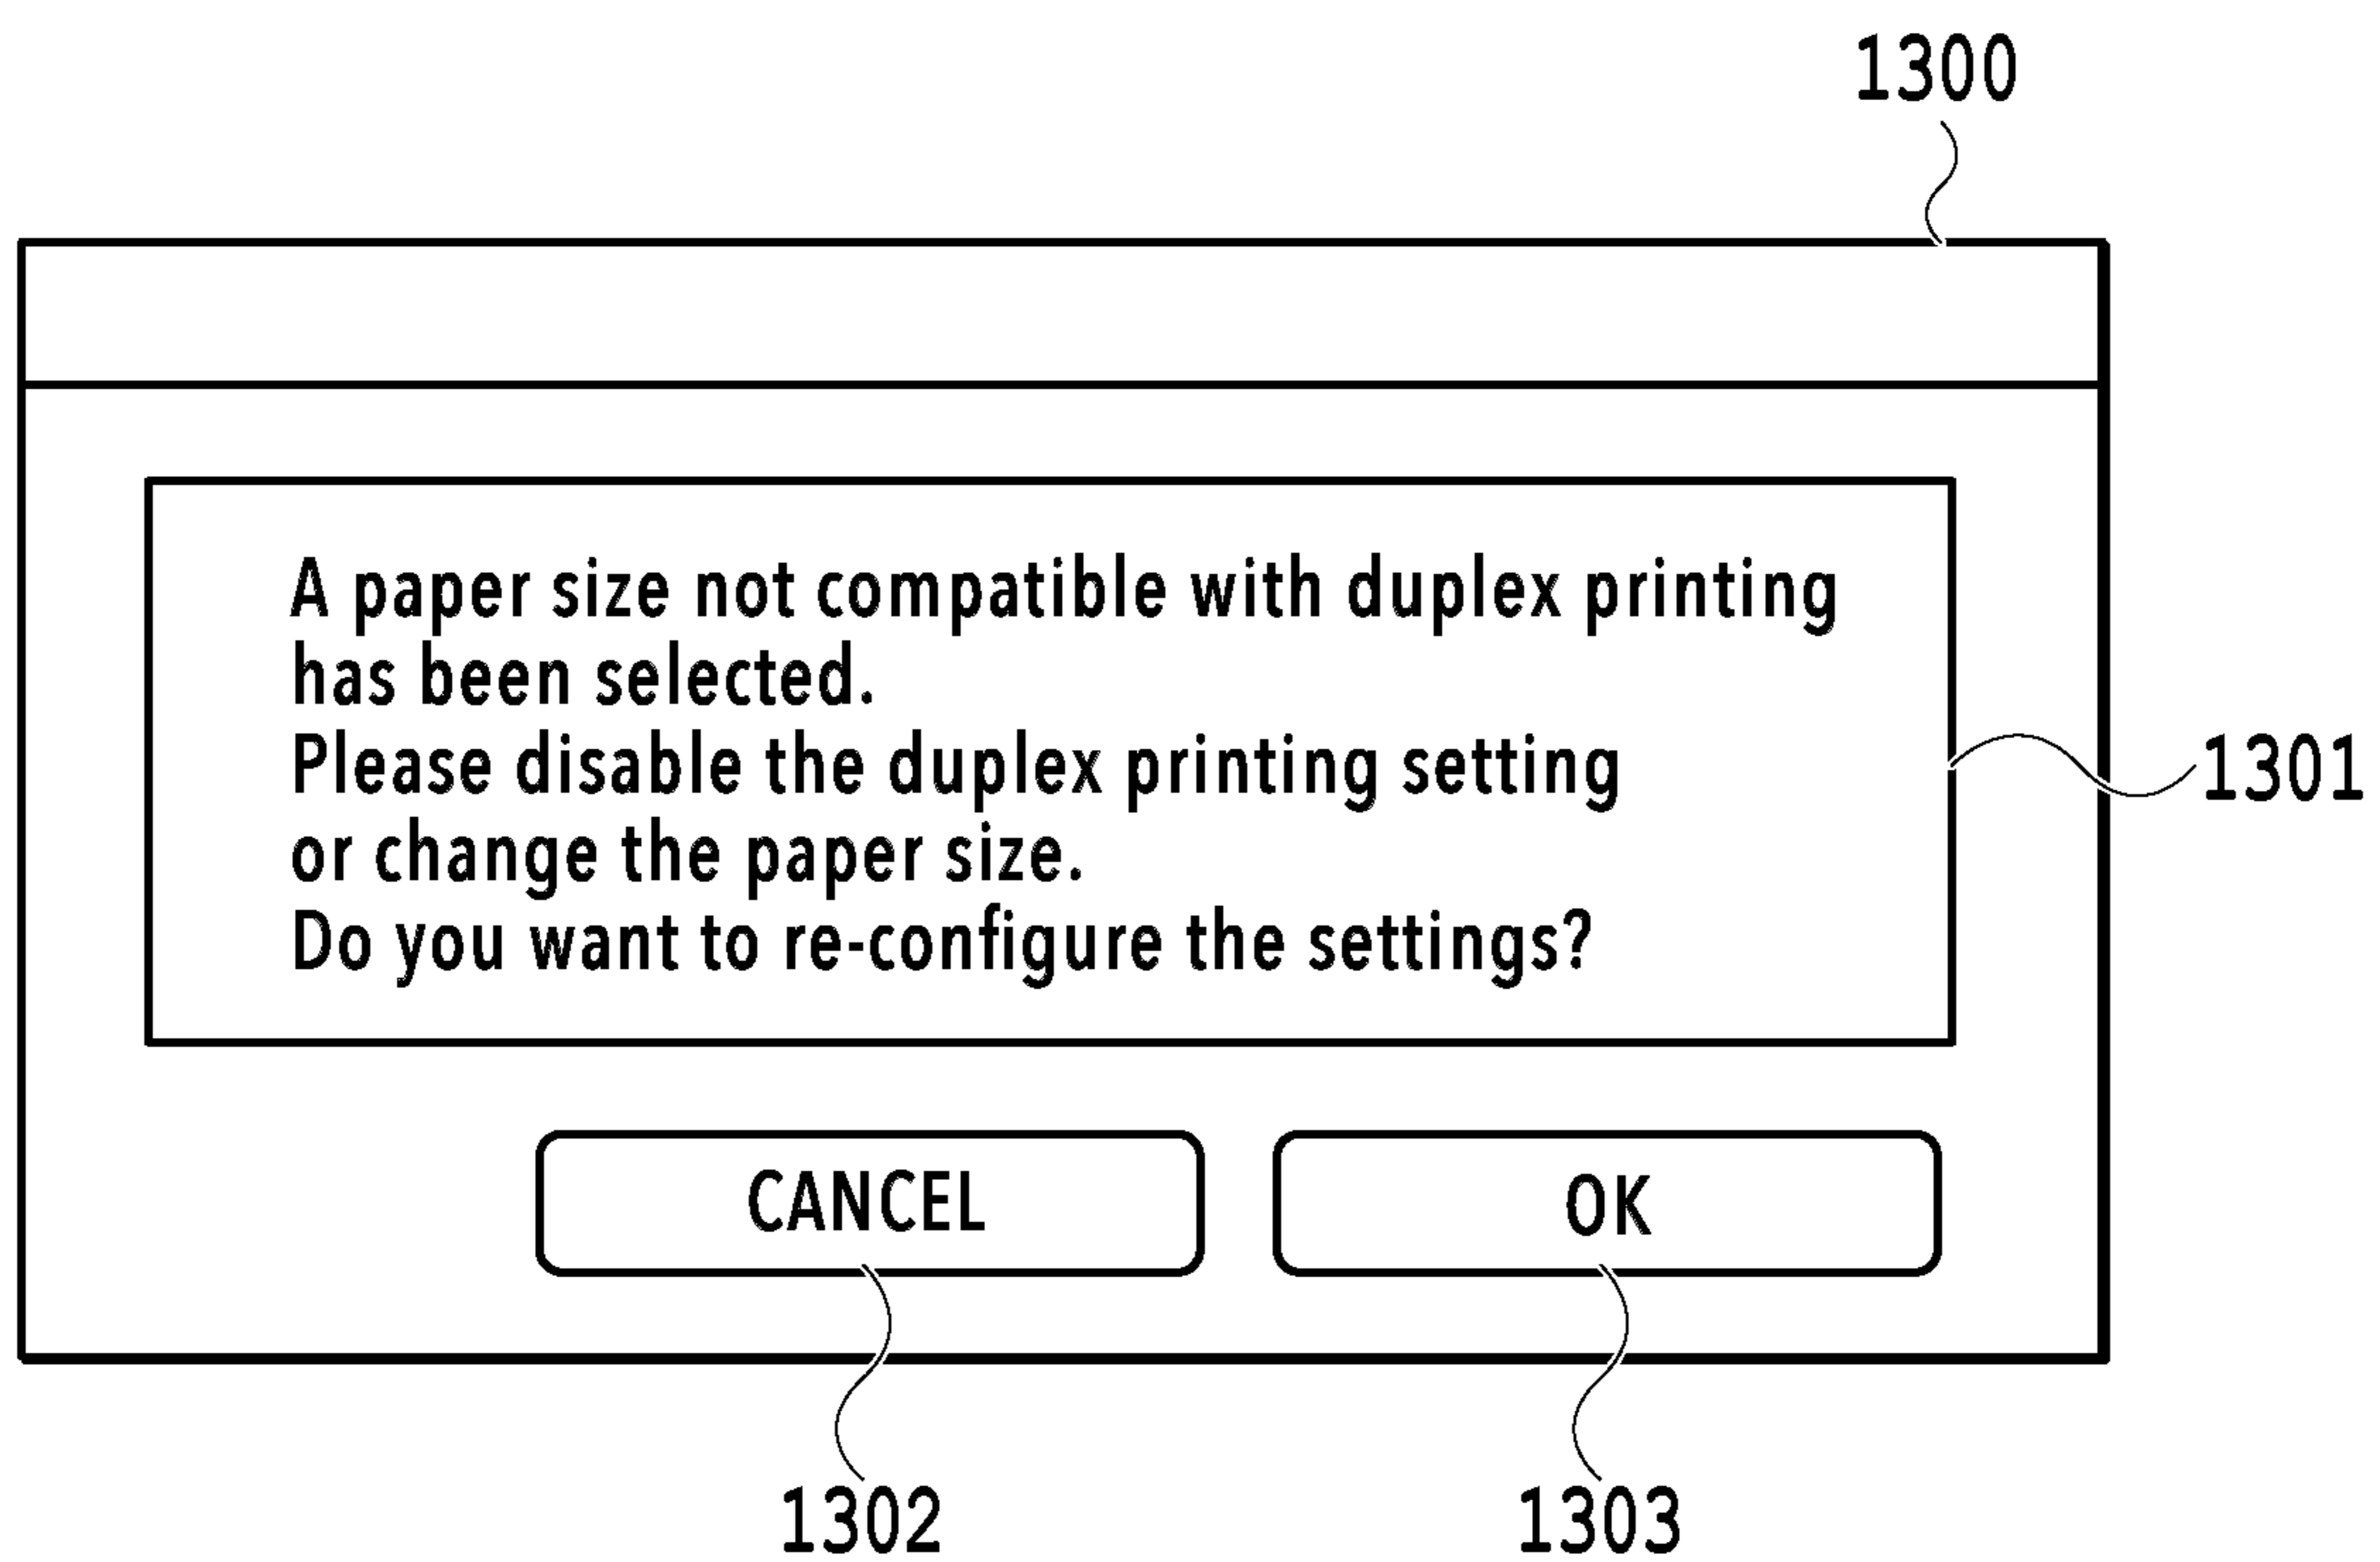 1300
A paper size not compatible with duplex printing
has been selected.
Please disable the duplex printing setting
or change the paper size.
Do you want to re-configure the settings?
1301
CANCEL
OK
1302
1303